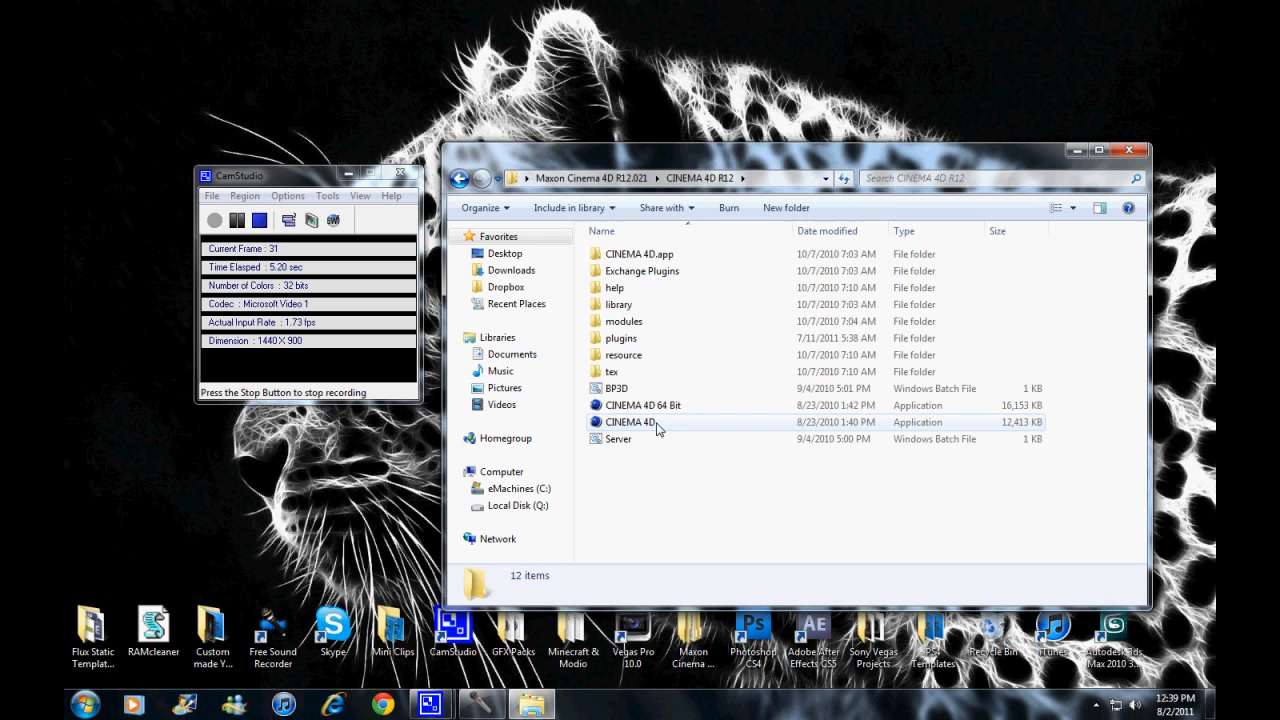 CamStudio
File Region Options Tools View Help
Current Frame : 31
Time Elasped : 5.20 sec
Number of Colors : 32 bits
Codec : Microsoft Video 1
Actual Input Rate : 1.73 fps
Dimension : 1440 X 900
Press the Stop Button to stop recording
Maxon Cinema 4D R12.021 CINEMA 4D R12
Search CINEMA 4D R12
Organize Include in library Share with Burn New folder
Favorites
Desktop
Downloads
Dropbox
Recent Places
Libraries
Documents
Music
Pictures
Videos
Homegroup
Computer
eMachines (C:)
Local Disk (Q:)
Network
Name Date modified Type Size
CINEMA 4D.app 10/7/2010 7:03 AM File folder
Exchange Plugins 10/7/2010 7:03 AM File folder
help 10/7/2010 7:10 AM File folder
library 10/7/2010 7:03 AM File folder
modules 10/7/2010 7:04 AM File folder
plugins 7/11/2011 5:38 AM File folder
resource 10/7/2010 7:10 AM File folder
tex 10/7/2010 7:10 AM File folder
BP3D 9/4/2010 5:01 PM Windows Batch File 1 KB
CINEMA 4D 64 Bit 8/23/2010 1:42 PM Application 16,153 KB
CINEMA 4D 8/23/2010 1:40 PM Application 12,413 KB
Server 9/4/2010 5:00 PM Windows Batch File 1 KB
12 items
Flux Static
Templat...
RAMcleaner
Custom
made Y...
Free Sound
Recorder
Skype
Mini Clips
CamStudio
GFX Packs
Minecraft &
Modio
Vegas Pro
10.0
Maxon
Cinema ...
Ps
Photoshop
CS4
AE
Adobe After
Effects CS5
Sony Vegas
Projects
Templates
Recycle Bin
iTunes
Autodesk 3ds
Max 2010 3...
12:39 PM
8/2/2011